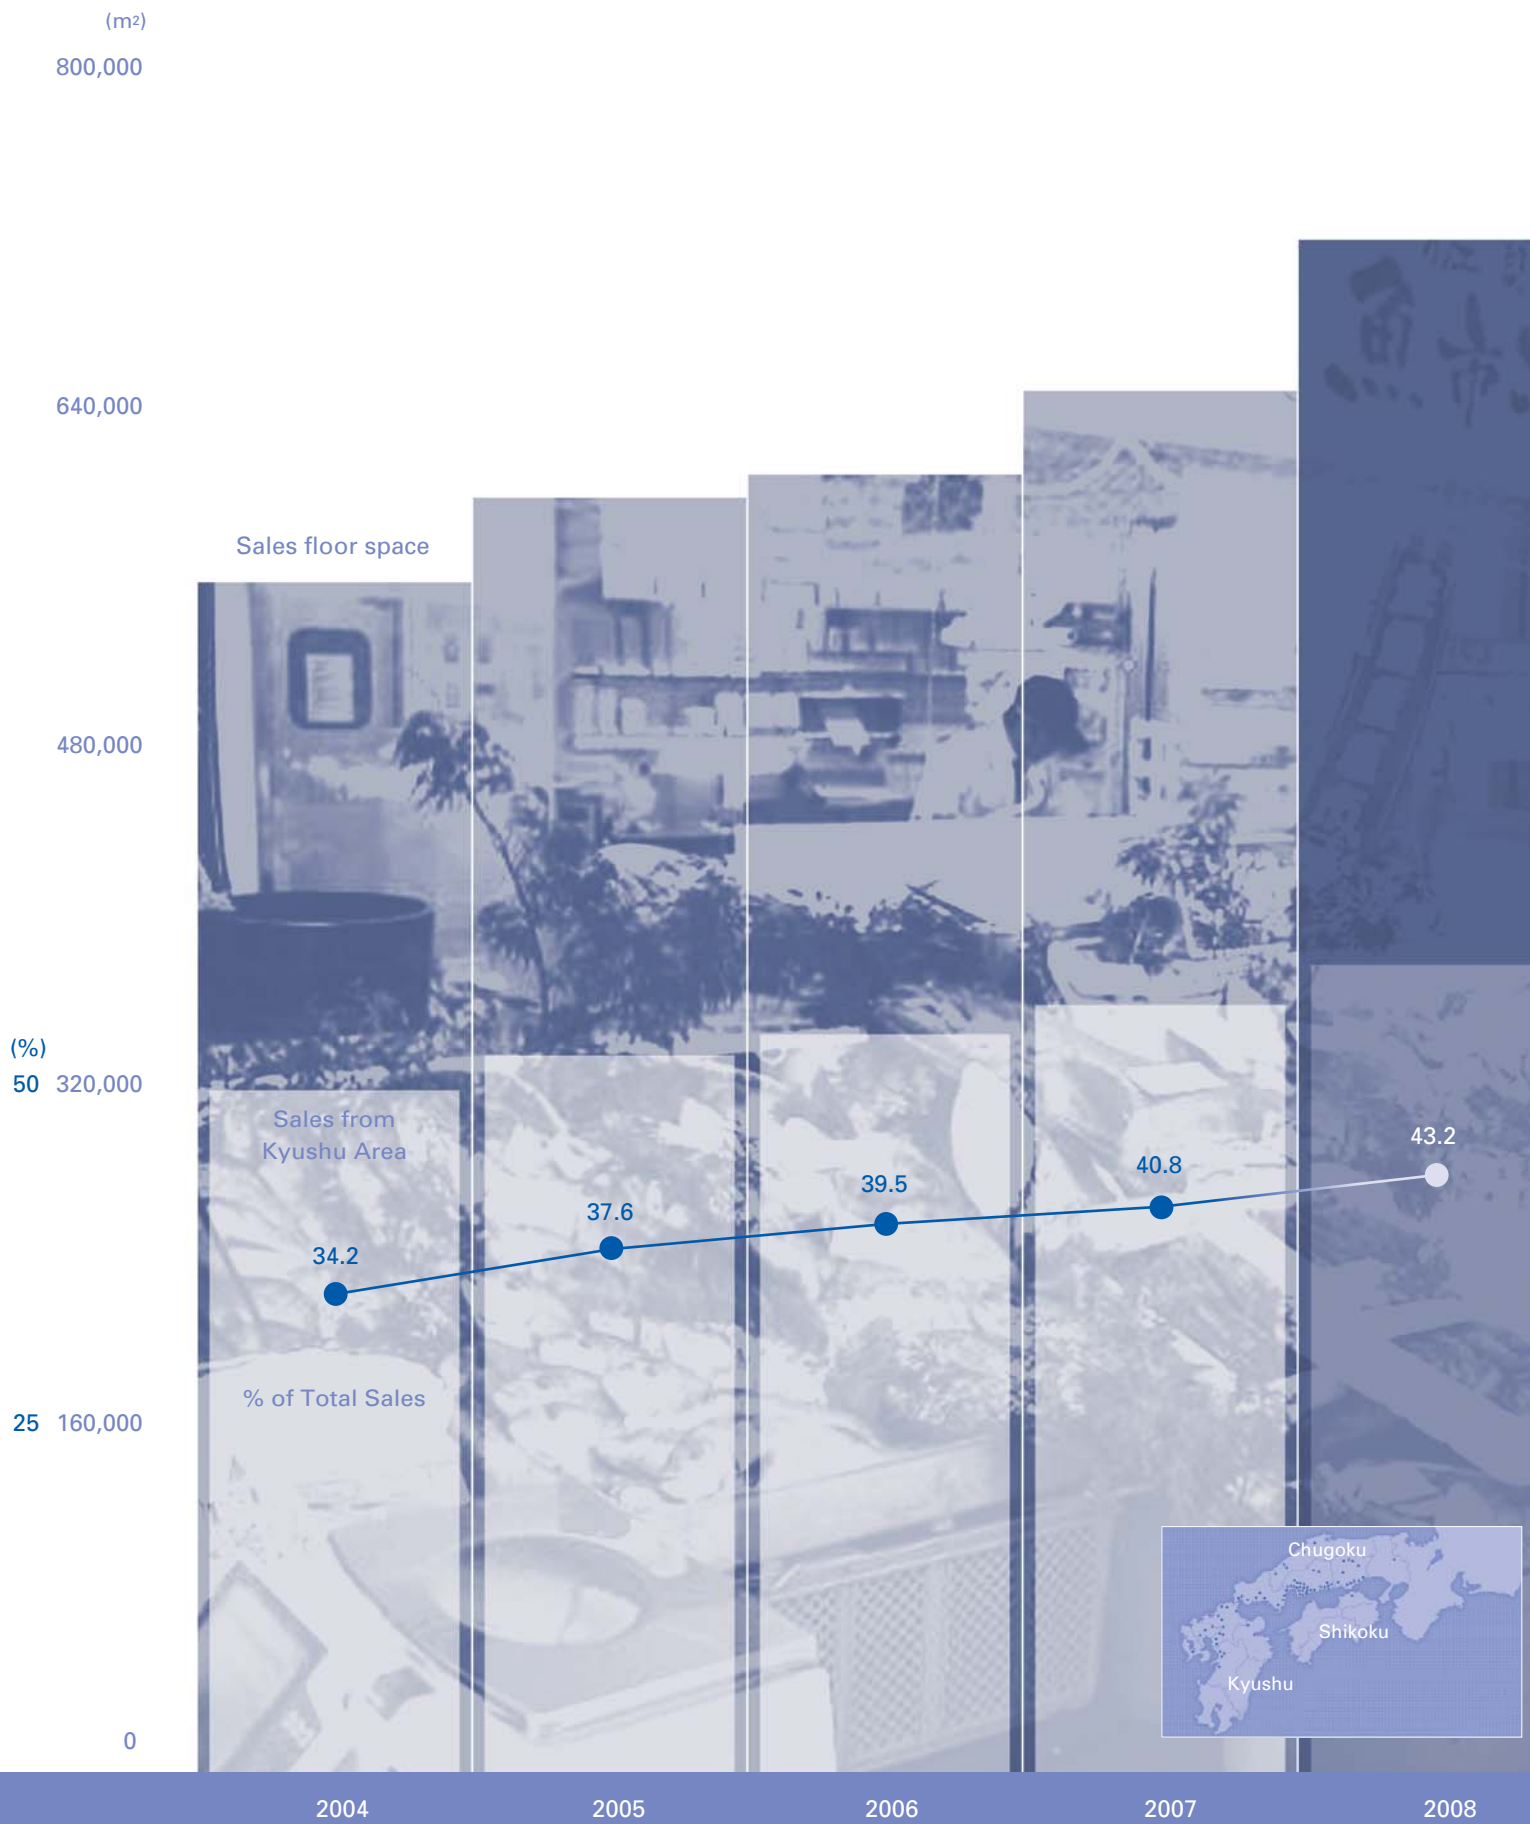 (m2)
800,000
640,000
Sales floor space
480,000
(%)
50 320,000
Sales from
Kyushu Area
43.2
40.8
39.5
37.6
34.2
% of Total Sales
25 160,000
Chugoku
Shikoku
Kyushu
0
2004 2005 2006 2007 2008
魚市